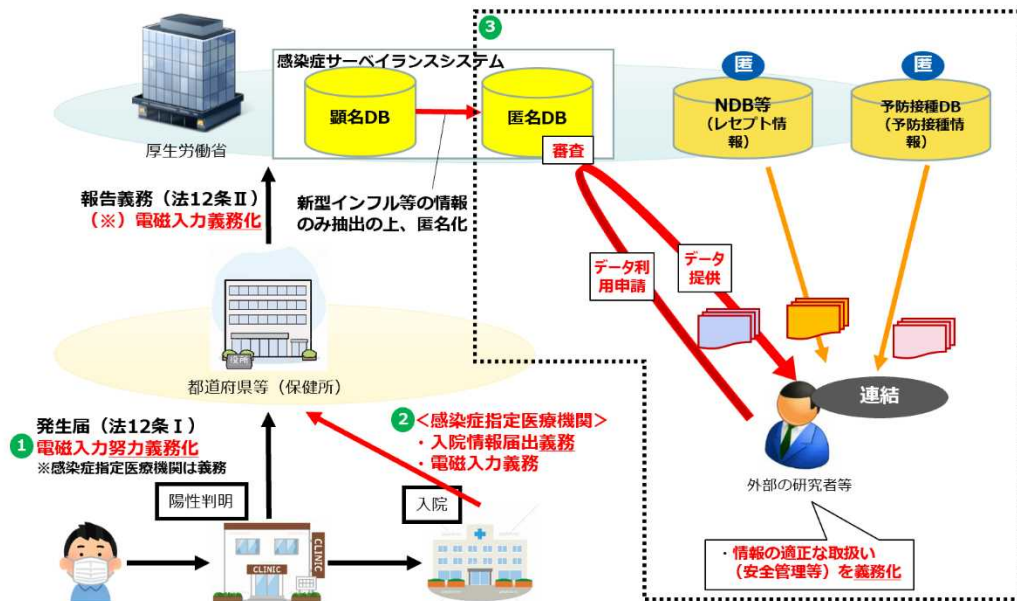 3
感染症サーベイランスシステム
顕名DB
匿名DB
審査
匿
NDB等
(レセプト情
報)
匿
予防接種DB
(予防接種情
報)
厚生労働省
報告義務(法12条Ⅱ)
(※)電磁入力義務化
新型インフル等の情報
のみ抽出の上、匿名化
データ利
用申請
データ
提供
役所
都道府県等(保健所)
連結
発生届(法12条Ⅰ)
1 電磁入力努力義務化
※感染症指定医療機関は義務
2 <感染症指定医療機関>
・入院情報届出義務
・電磁入力義務
陽性判明
入院
外部の研究者等
CLINIC
CLINIC
・情報の適正な取扱い
(安全管理等)を義務化